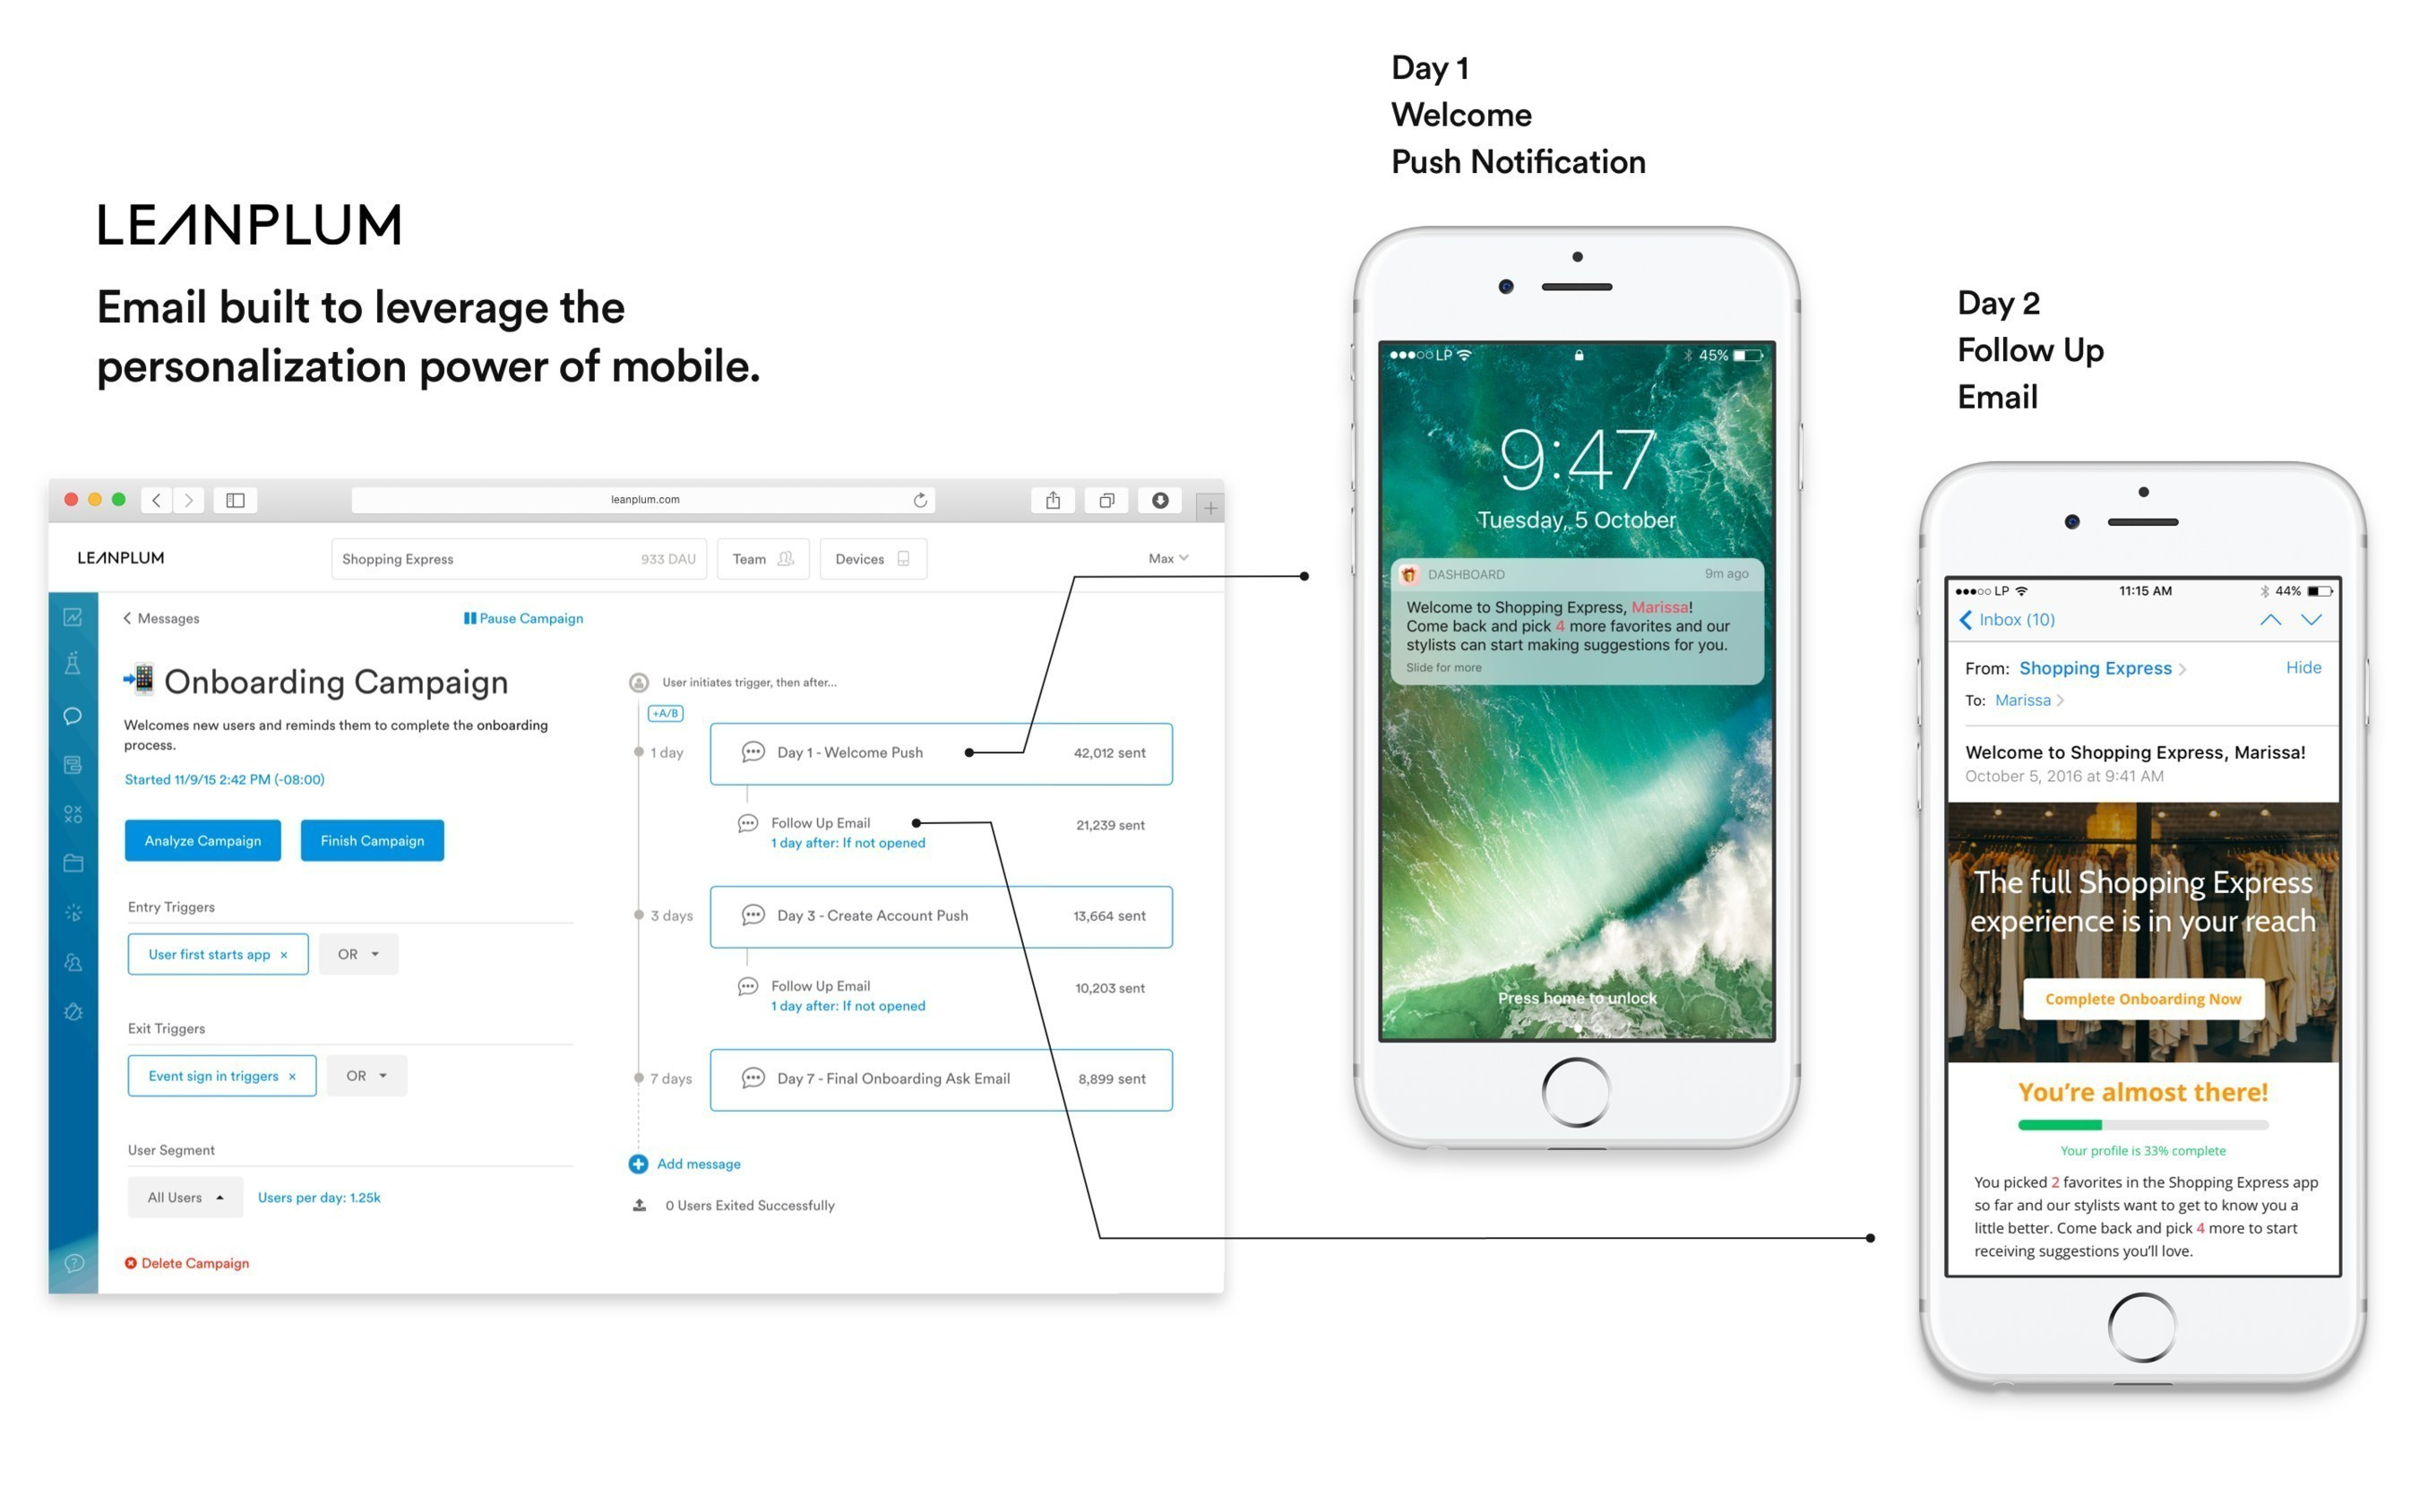 Day 1
Welcome
Push Notification
LEANPLUM
Email built to leverage the
personalization power of mobile.
Day 2
Follow Up
Email
leanplum.com
LEANPLUM
Shopping Express 933 DAU
Team
Devices
Max
Messages
Pause Campaign
Onboarding Campaign
Welcomes new users and reminds them to complete the onboarding
process.
Started 11/9/15 2:42 PM (-08:00)
Analyze Campaign
Finish Campaign
Entry Triggers
User first starts app ×
OR
Exit Triggers
Event sign in triggers ×
OR
User Segment
All Users
Users per day: 1.25k
Delete Campaign
User initiates trigger, then after...
+A/B
1 day
Day 1 - Welcome Push 42,012 sent
Follow Up Email 21,239 sent
1 day after: If not opened
3 days
Day 3 - Create Account Push 13,664 sent
Follow Up Email 10,203 sent
1 day after: If not opened
7 days
Day 7 - Final Onboarding Ask Email 8,899 sent
Add message
0 Users Exited Successfully
LP 45%
9:47
Tuesday, 5 October
DASHBOARD 9m ago
Welcome to Shopping Express, Marissa!
Come back and pick 4 more favorites and our
stylists can start making suggestions for you.
Slide for more
Press home to unlock
LP 11:15 AM 44%
Inbox (10)
From: Shopping Express Hide
To: Marissa
Welcome to Shopping Express, Marissa!
October 5, 2016 at 9:41 AM
The full Shopping Express
experience is in your reach
Complete Onboarding Now
You're almost there!
Your profile is 33% complete
You picked 2 favorites in the Shopping Express app
so far and our stylists want to get to know you a
little better. Come back and pick 4 more to start
receiving suggestions you'll love.